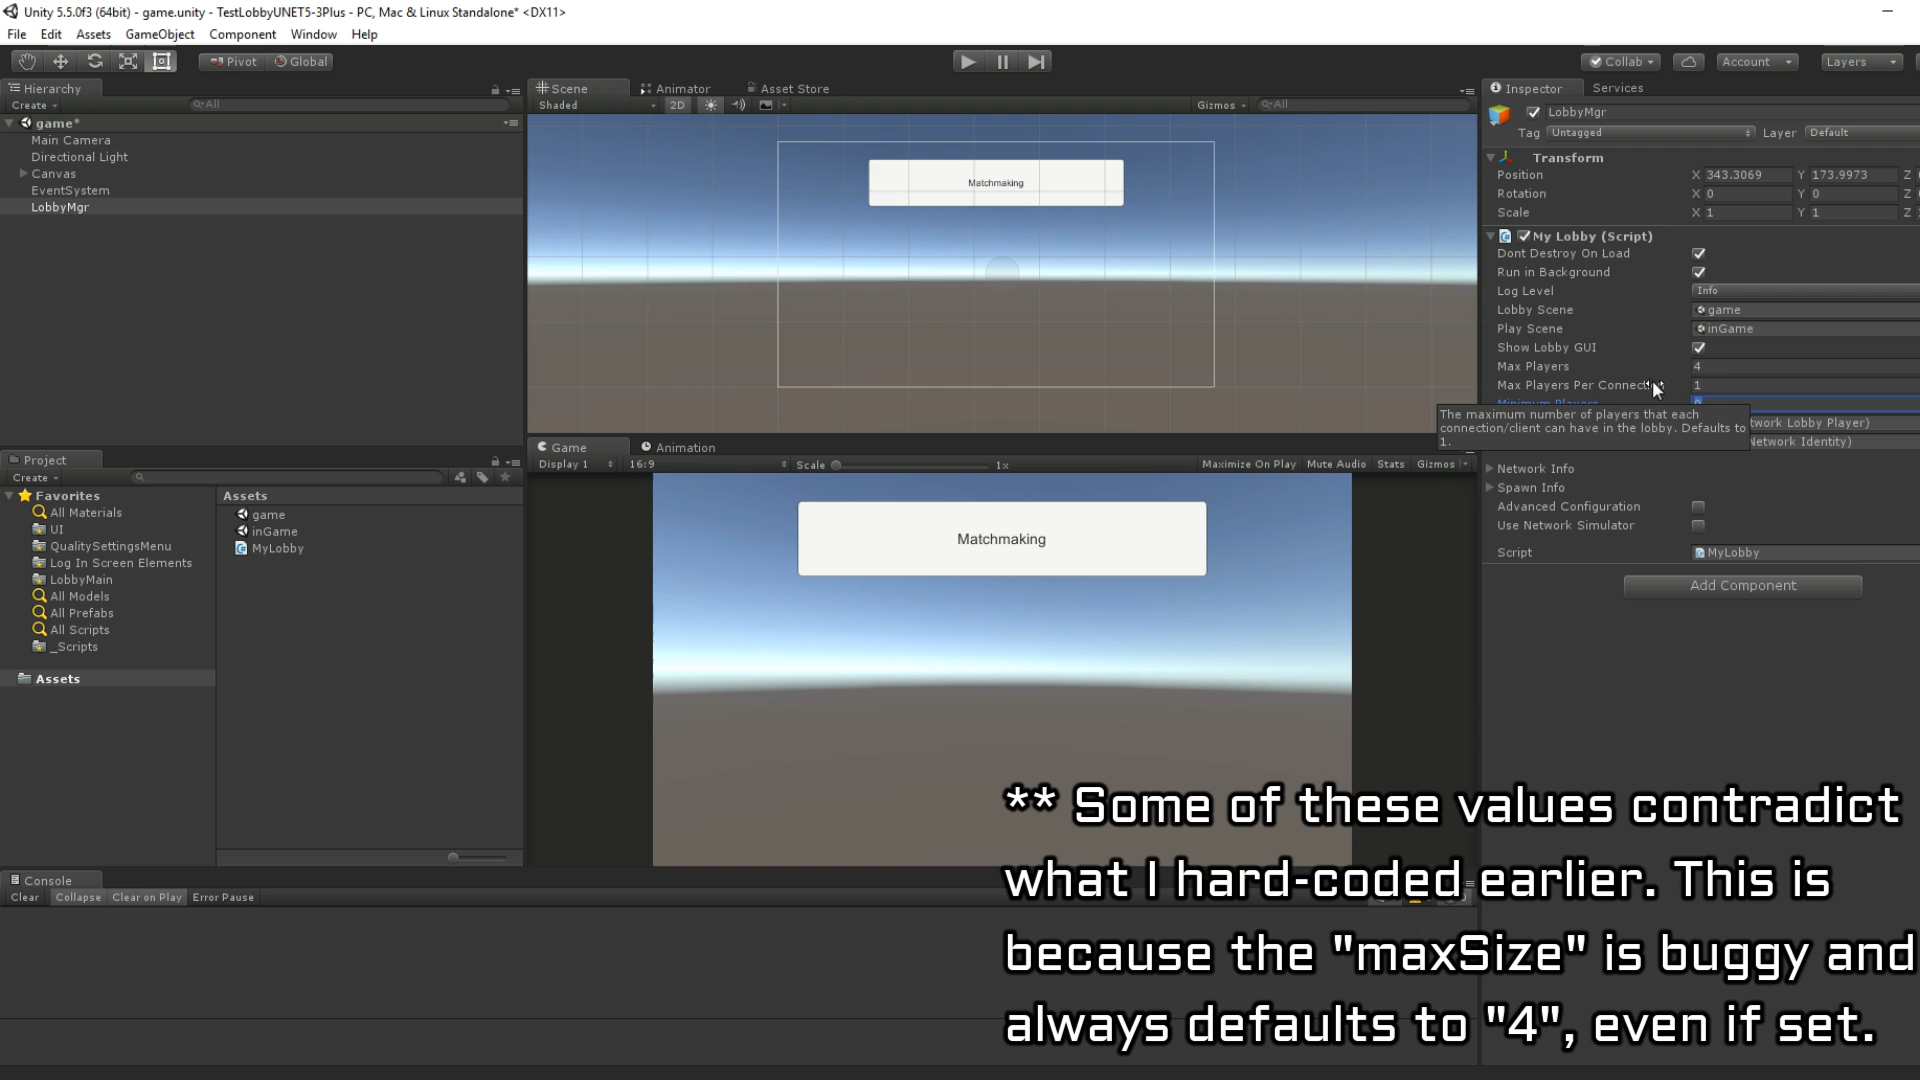 Unity 5.5.0f3 (64bit) - game.unity - TestLobbyUNET5-3Plus - PC, Mac & Linux Standalone* <DX11>
File Edit Assets GameObject Component Window Help
Pivot Global Collab Account Layers
Hierarchy
Create All
game*
Main Camera
Directional Light
Canvas
EventSystem
LobbyMgr
Scene Animator Asset Store
Shaded 2D Gizmos All
Matchmaking
Game Animation
Display 1 16:9 Scale 1x Maximize On Play Mute Audio Stats Gizmos
Matchmaking
Project
Create
Favorites
All Materials
UI
QualitySettingsMenu
Log In Screen Elements
LobbyMain
All Models
All Prefabs
All Scripts
_Scripts
Assets
Assets
game
inGame
MyLobby
Console
Clear Collapse Clear on Play Error Pause
Inspector Services
LobbyMgr
Tag Untagged Layer Default
Transform
Position X 343.3069 Y 173.9973 Z
Rotation X 0 Y 0 Z
Scale X 1 Y 1 Z
My Lobby (Script)
Dont Destroy On Load
Run in Background
Log Level Info
Lobby Scene game
Play Scene inGame
Show Lobby GUI
Max Players 4
Max Players Per Connecti 1
Minimum Players
The maximum number of players that each
connection/client can have in the lobby. Defaults to
1.
twork Lobby Player)
Network Identity)
Network Info
Spawn Info
Advanced Configuration
Use Network Simulator
Script MyLobby
Add Component
** Some of these values contradict
what I hard-coded earlier. This is
because the "maxSize" is buggy and
always defaults to "4", even if set.